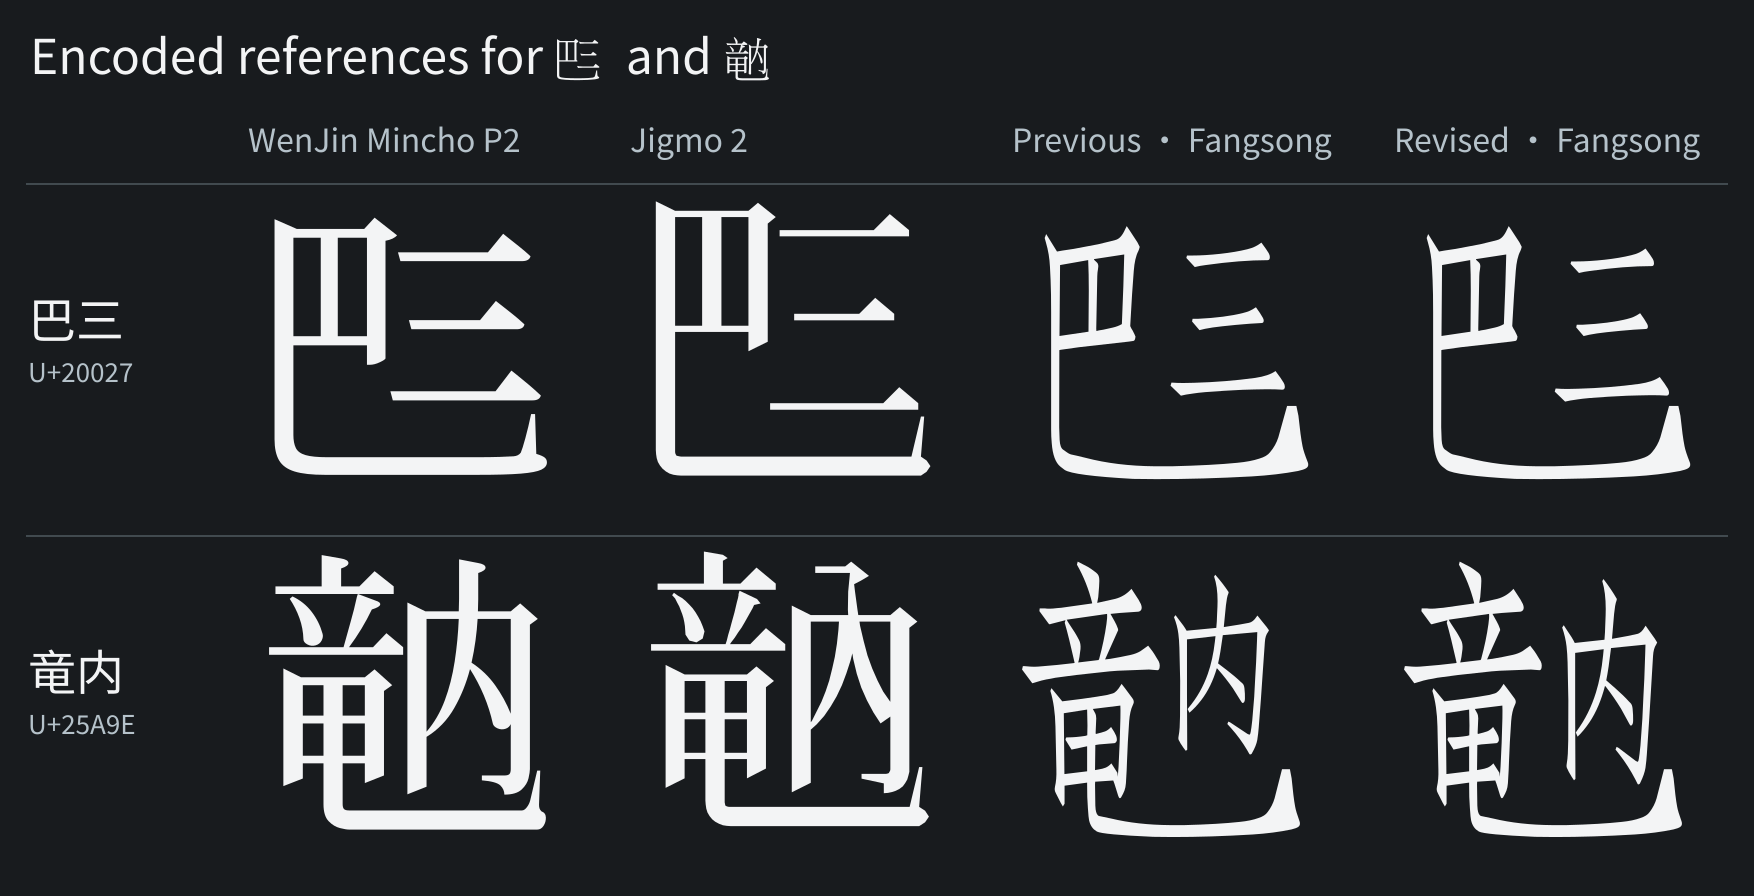 Encoded references for 𠀧 and 𥪞
WenJin Mincho P2 Jigmo 2 Previous · Fangsong Revised · Fangsong
巴三 𠀧 𠀧 𠀧 𠀧
U+20027
竜内 𥪞 𥪞 𥪞 𥪞
U+25A9E